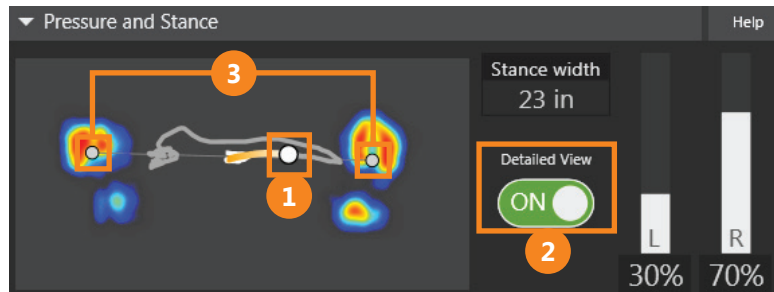 Pressure and Stance
Help
3
Stance width
23 in
1
Detailed View
ON
2
L
R
30%
70%